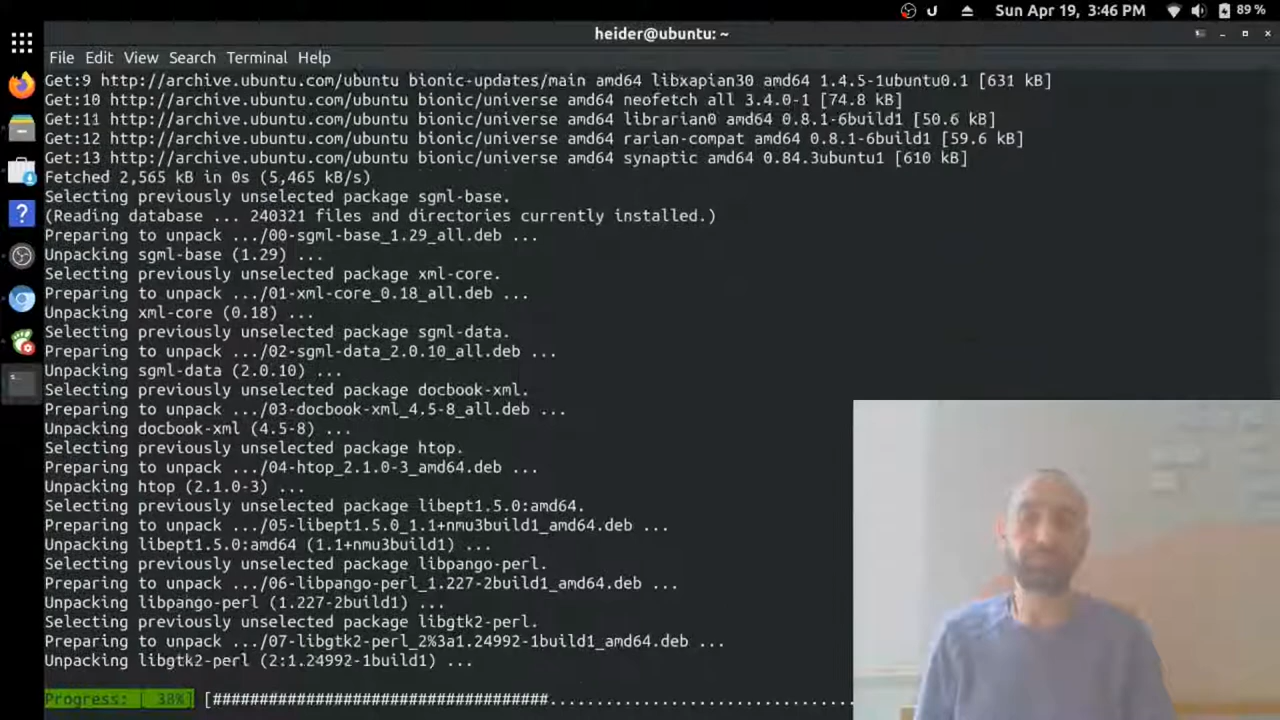 Sun Apr 19, 3:46 PM
89 %
heider@ubuntu: ~
File Edit View Search Terminal Help
Get:9 http://archive.ubuntu.com/ubuntu bionic-updates/main amd64 libxapian30 amd64 1.4.5-1ubuntu0.1 [631 kB]
Get:10 http://archive.ubuntu.com/ubuntu bionic/universe amd64 neofetch all 3.4.0-1 [74.8 kB]
Get:11 http://archive.ubuntu.com/ubuntu bionic/universe amd64 librarian0 amd64 0.8.1-6build1 [50.6 kB]
Get:12 http://archive.ubuntu.com/ubuntu bionic/universe amd64 rarian-compat amd64 0.8.1-6build1 [59.6 kB]
Get:13 http://archive.ubuntu.com/ubuntu bionic/universe amd64 synaptic amd64 0.84.3ubuntu1 [610 kB]
Fetched 2,565 kB in 0s (5,465 kB/s)
Selecting previously unselected package sgml-base.
(Reading database ... 240321 files and directories currently installed.)
Preparing to unpack .../00-sgml-base_1.29_all.deb ...
Unpacking sgml-base (1.29) ...
Selecting previously unselected package xml-core.
Preparing to unpack .../01-xml-core_0.18_all.deb ...
Unpacking xml-core (0.18) ...
Selecting previously unselected package sgml-data.
Preparing to unpack .../02-sgml-data_2.0.10_all.deb ...
Unpacking sgml-data (2.0.10) ...
Selecting previously unselected package docbook-xml.
Preparing to unpack .../03-docbook-xml_4.5-8_all.deb ...
Unpacking docbook-xml (4.5-8) ...
Selecting previously unselected package htop.
Preparing to unpack .../04-htop_2.1.0-3_amd64.deb ...
Unpacking htop (2.1.0-3) ...
Selecting previously unselected package libept1.5.0:amd64.
Preparing to unpack .../05-libept1.5.0_1.1+nmu3build1_amd64.deb ...
Unpacking libept1.5.0:amd64 (1.1+nmu3build1) ...
Selecting previously unselected package libpango-perl.
Preparing to unpack .../06-libpango-perl_1.227-2build1_amd64.deb ...
Unpacking libpango-perl (1.227-2build1) ...
Selecting previously unselected package libgtk2-perl.
Preparing to unpack .../07-libgtk2-perl_2%3a1.24992-1build1_amd64.deb ...
Unpacking libgtk2-perl (2:1.24992-1build1) ...
Progress: [ 38%] [####################################................................